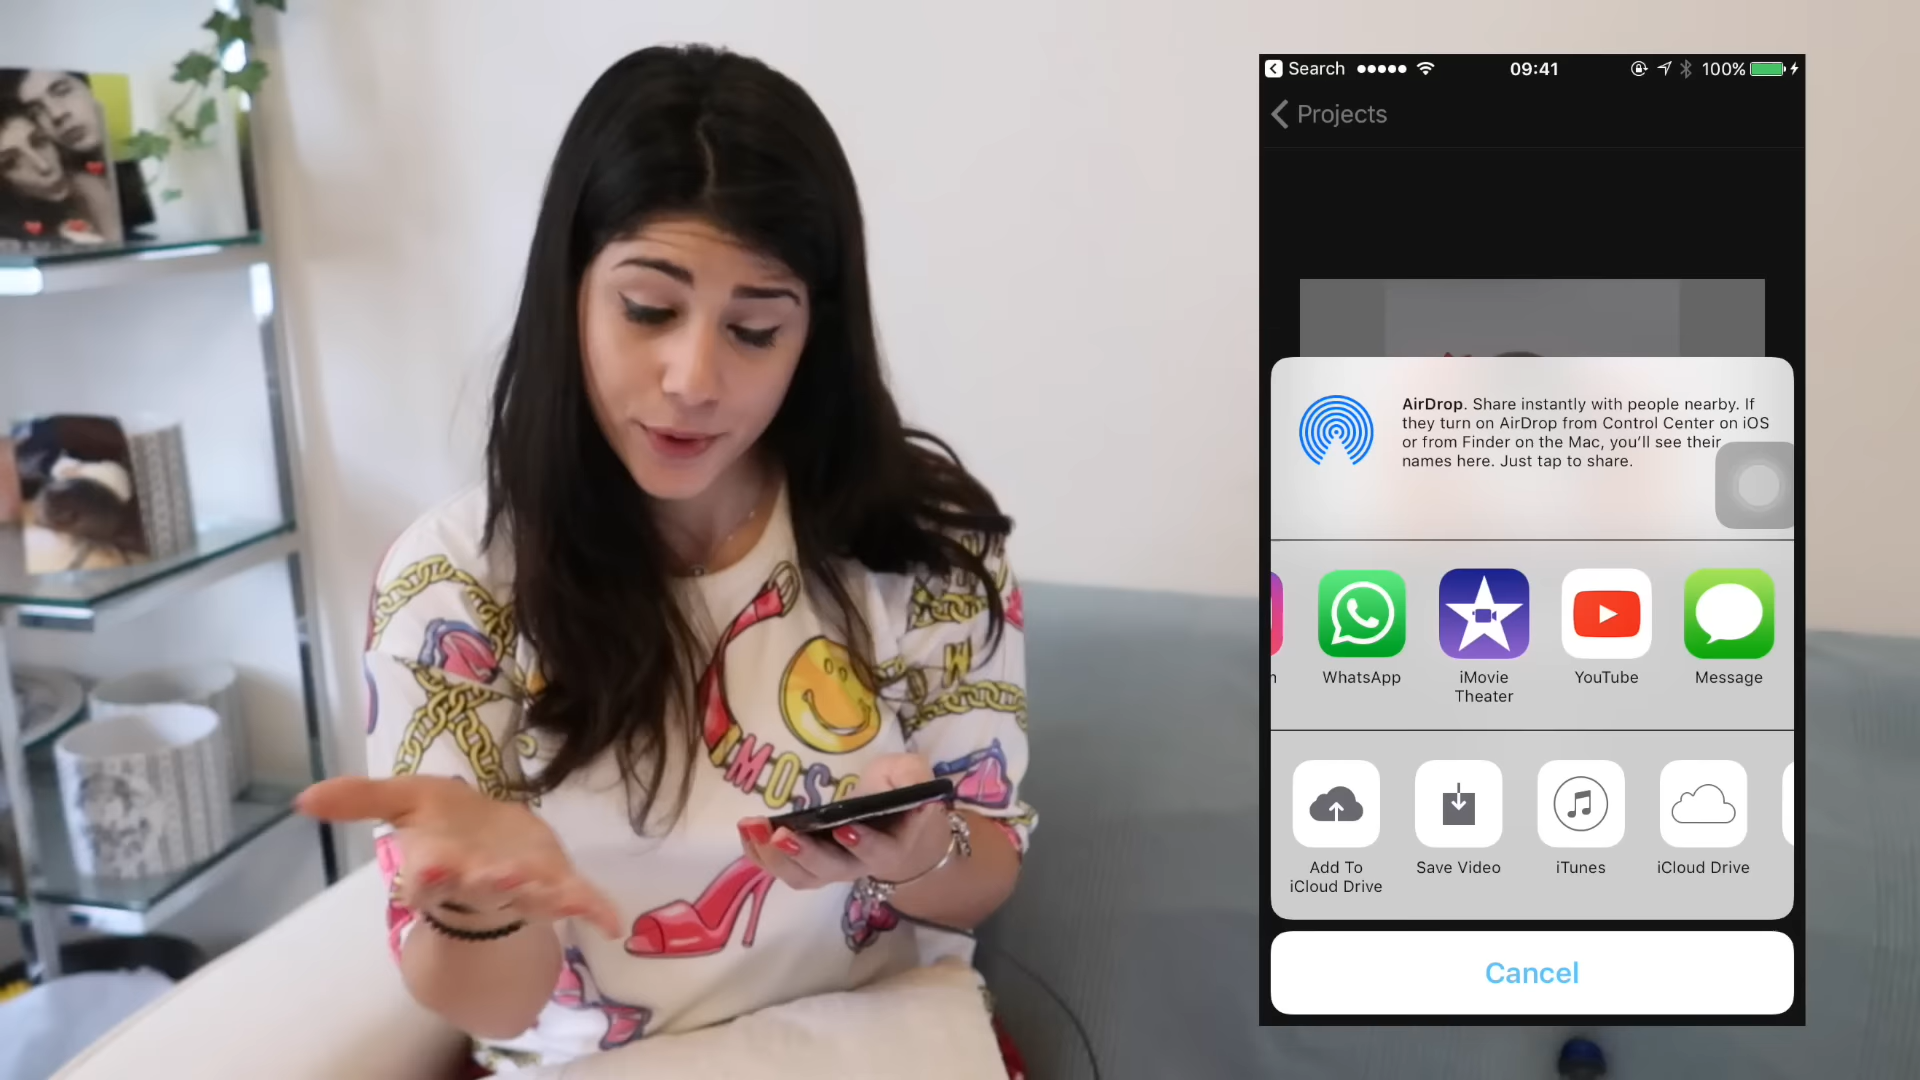 Search
09:41
100%
Projects
AirDrop. Share instantly with people nearby. If
they turn on AirDrop from Control Center on iOS
or from Finder on the Mac, you'll see their
names here. Just tap to share.
WhatsApp
iMovie
Theater
YouTube
Message
Add To
iCloud Drive
Save Video
iTunes
iCloud Drive
Cancel